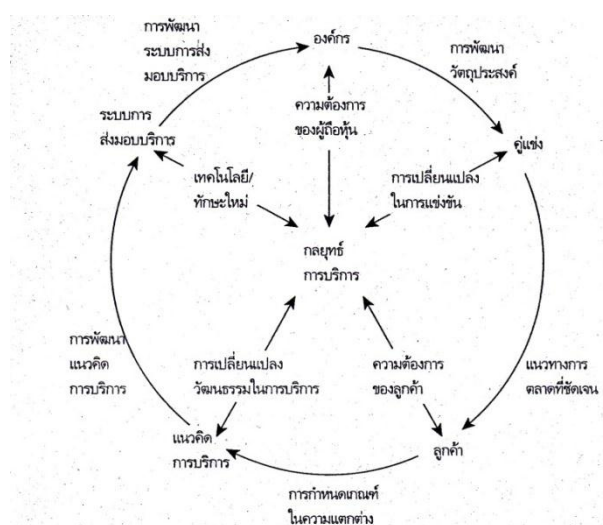 การพัฒนา
ระบบการส่ง
มอบบริการ
องค์กร
การพัฒนา
วัตถุประสงค์
ความต้องการ
ของผู้ถือหุ้น
ระบบการ
ส่งมอบบริการ
คู่แข่ง
เทคโนโลยี/
ทักษะใหม่
การเปลี่ยนแปลง
ในการแข่งขัน
กลยุทธ์
การบริการ
การพัฒนา
แนวคิด
การบริการ
การเปลี่ยนแปลง
วัฒนธรรมในการบริการ
ความต้องการ
ของลูกค้า
แนวทางการ
ตลาดที่ชัดเจน
แนวคิด
การบริการ
ลูกค้า
การกำหนดเกณฑ์
ในความแตกต่าง